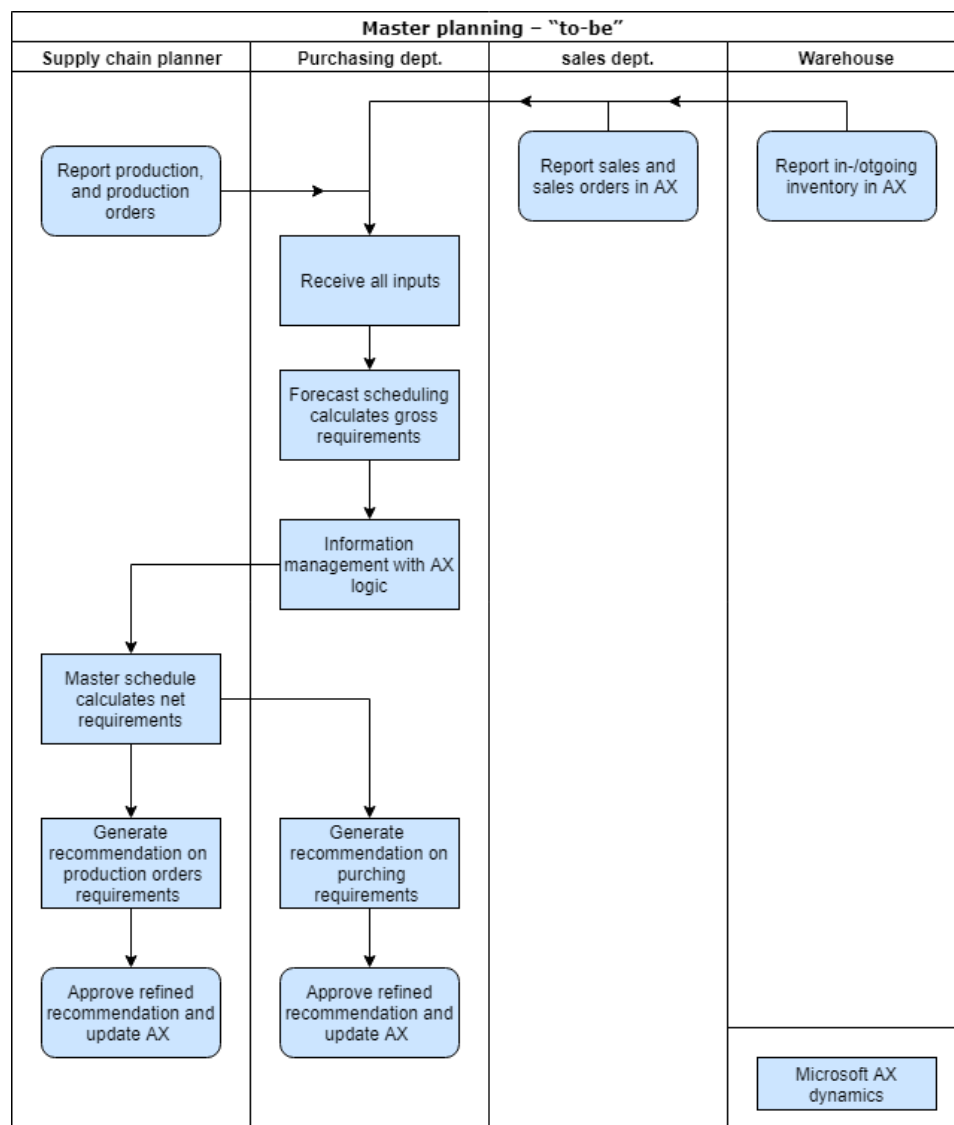 Master planning – “to-be”
Supply chain planner
Purchasing dept.
sales dept.
Warehouse
Report production,
and production
orders
Report sales and
sales orders in AX
Report in-/otgoing
inventory in AX
Receive all inputs
Forecast scheduling
calculates gross
requirements
Information
management with AX
logic
Master schedule
calculates net
requirements
Generate
recommendation on
production orders
requirements
Generate
recommendation on
purching
requirements
Approve refined
recommendation and
update AX
Approve refined
recommendation and
update AX
Microsoft AX
dynamics